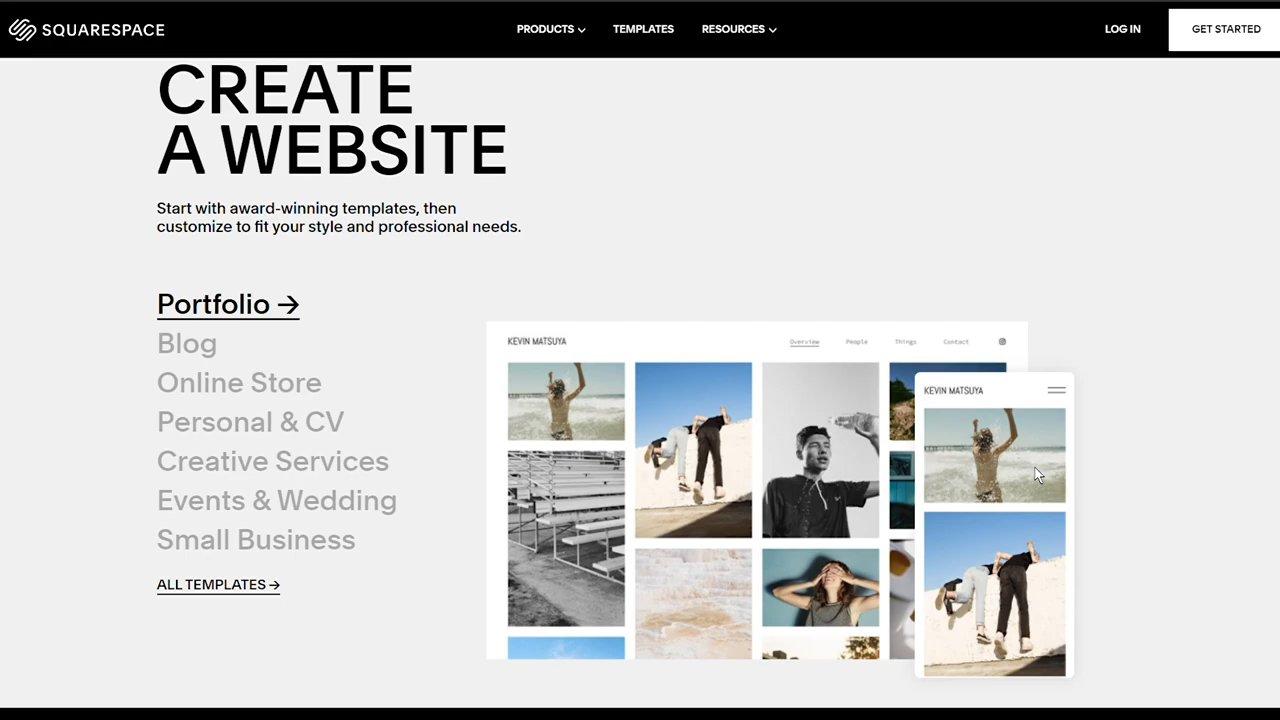 SQUARESPACE
PRODUCTS
TEMPLATES
RESOURCES
LOG IN
GET STARTED
CREATE
A WEBSITE
Start with award-winning templates, then
customize to fit your style and professional needs.
Portfolio →
Blog
Online Store
Personal & CV
Creative Services
Events & Wedding
Small Business
ALL TEMPLATES →
KEVIN MATSUYA
Overview
People
Things
Contact
KEVIN MATSUYA